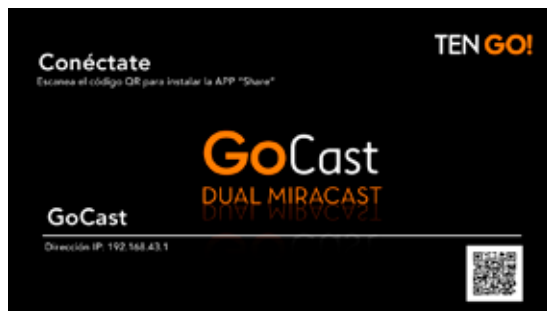 TEN GO!
Conéctate
Escanea el código QR para instalar la APP "Share"
GoCast
DUAL MIRACAST
GoCast
Dirección IP: 192.168.43.1